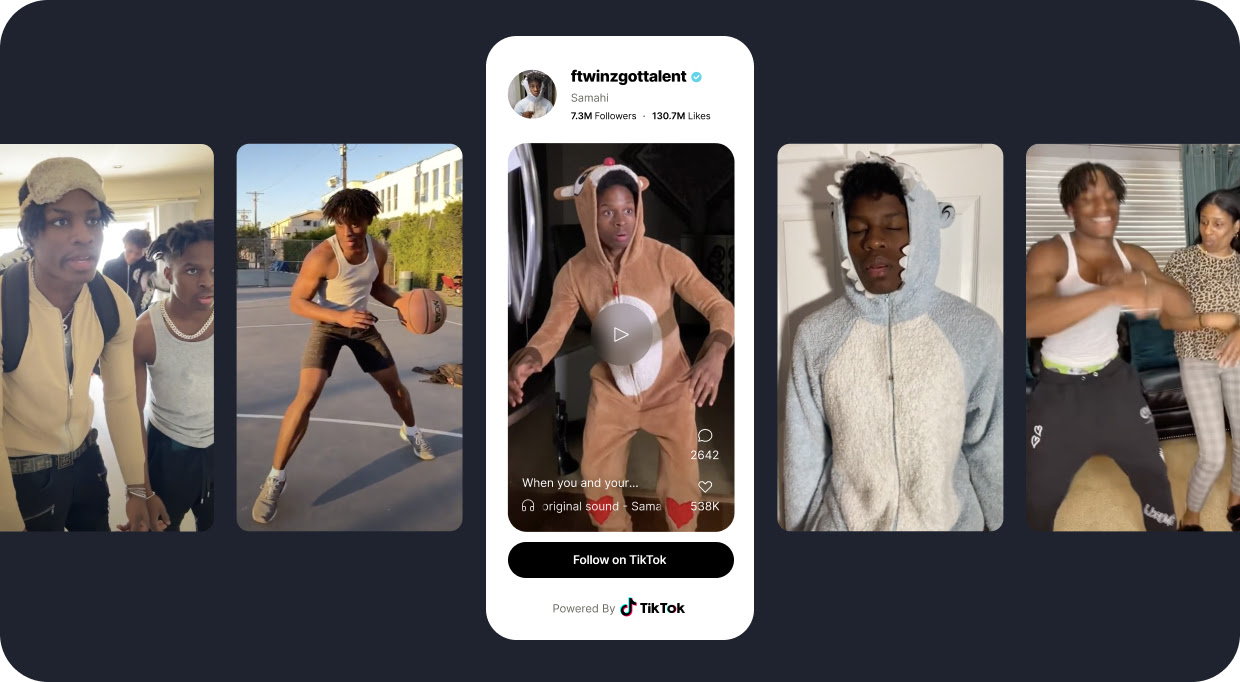 ftwinzgottalent
Samahi
7.3M Followers · 130.7M Likes
2642
When you and your...
original sound - Sama
538K
Follow on TikTok
Powered By TikTok